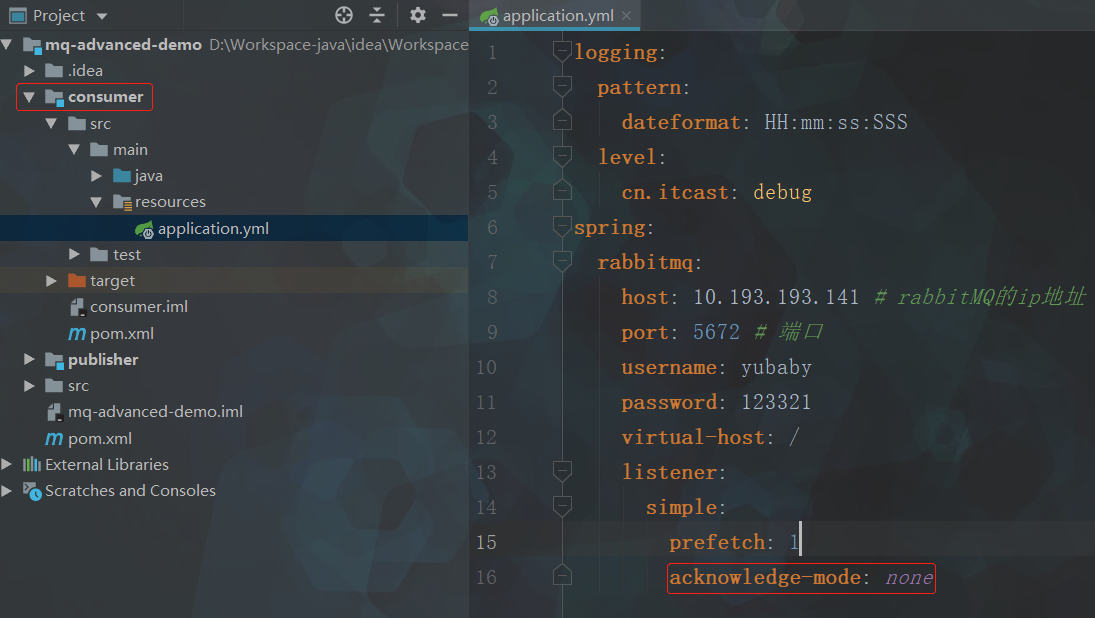 Project
mq-advanced-demo D:\Workspace-java\idea\Workspace
.idea
consumer
src
main
java
resources
application.yml
test
target
consumer.iml
pom.xml
publisher
src
mq-advanced-demo.iml
pom.xml
External Libraries
Scratches and Consoles
application.yml
1 logging:
2 pattern:
3 dateformat: HH:mm:ss:SSS
4 level:
5 cn.itcast: debug
6 spring:
7 rabbitmq:
8 host: 10.193.193.141 # rabbitMQ的ip地址
9 port: 5672 # 端口
10 username: yubaby
11 password: 123321
12 virtual-host: /
13 listener:
14 simple:
15 prefetch: 1
16 acknowledge-mode: none